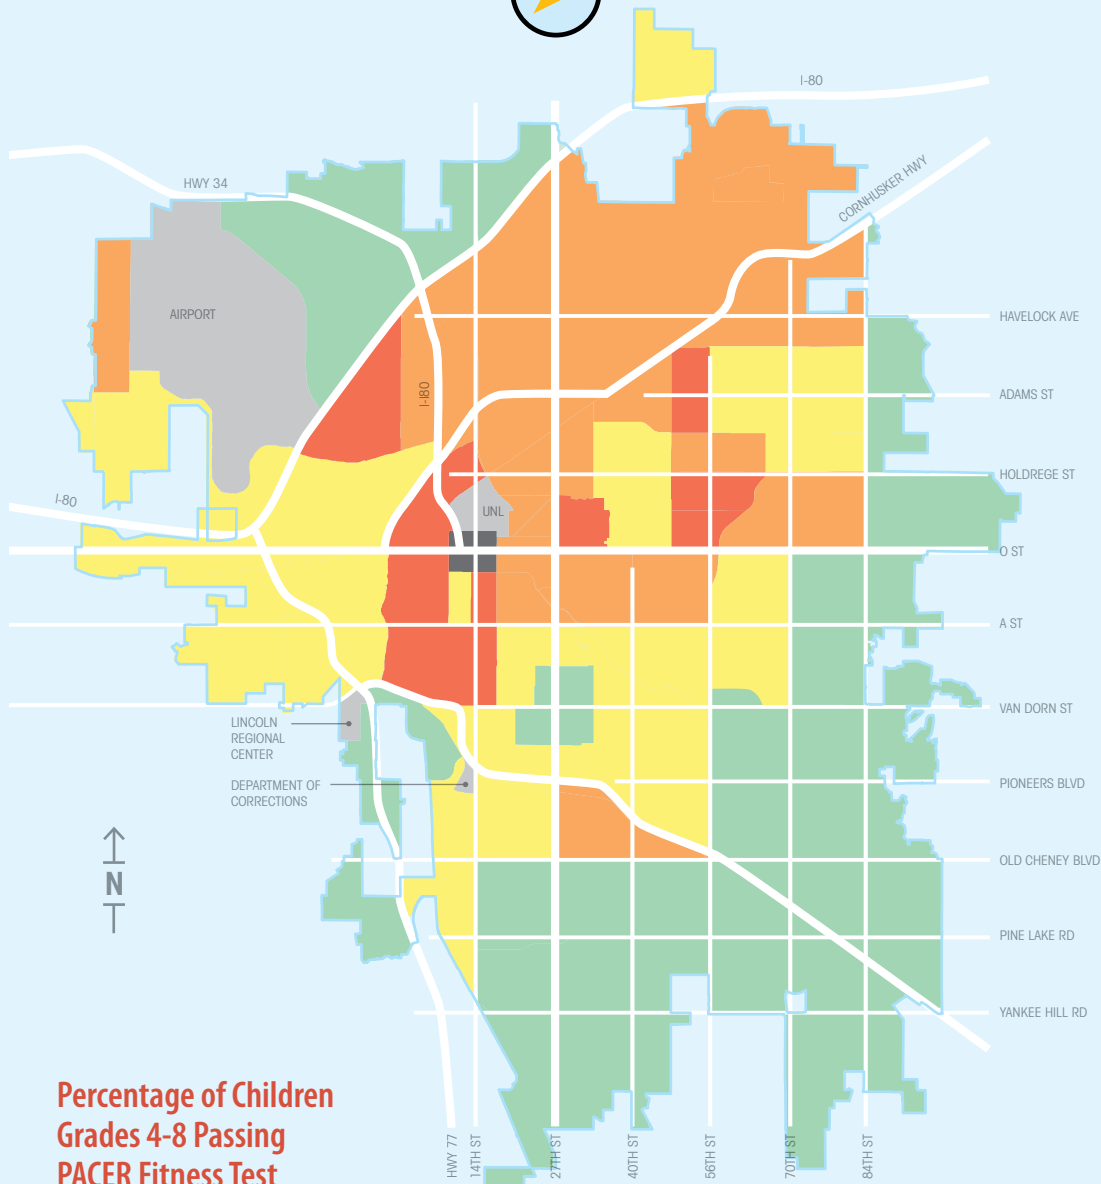 I-80
HWY 34
CORNHUSKER HWY
AIRPORT
HAVELOCK AVE
I-180
ADAMS ST
HOLDREGE ST
I-80
UNL
O ST
A ST
VAN DORN ST
LINCOLN
REGIONAL
CENTER
DEPARTMENT OF
CORRECTIONS
PIONEERS BLVD
OLD CHENEY BLVD
N
PINE LAKE RD
YANKEE HILL RD
Percentage of Children
Grades 4-8 Passing
PACER Fitness Test
HWY 77
14TH ST
27TH ST
40TH ST
56TH ST
70TH ST
84TH ST